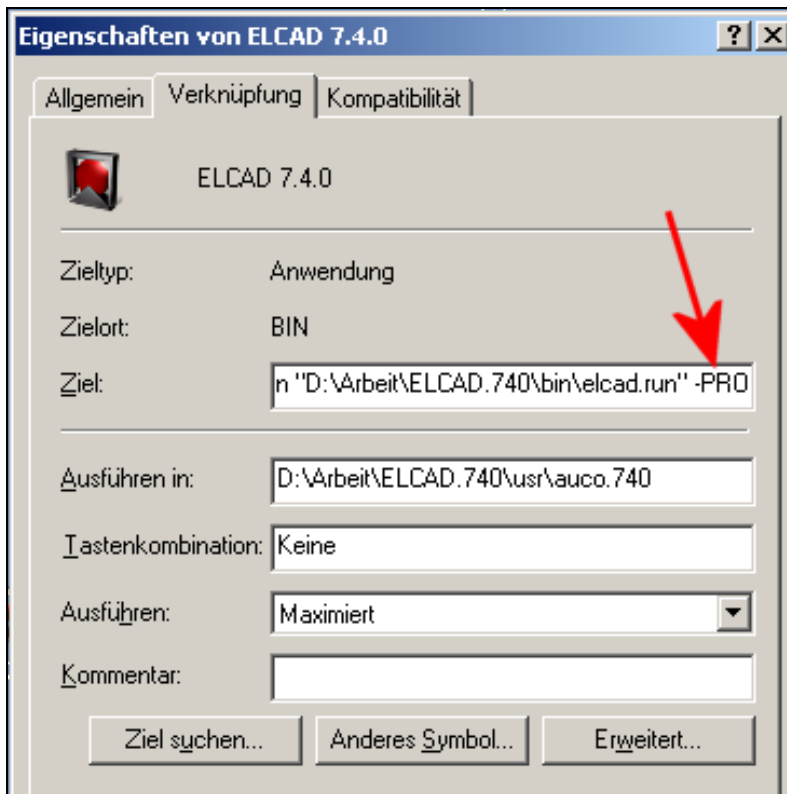 Eigenschaften von ELCAD 7.4.0
Allgemein Verknüpfung Kompatibilität
ELCAD 7.4.0
Zieltyp: Anwendung
Zielort: BIN
Ziel: n "D:\Arbeit\ELCAD.740\bin\elcad.run" -PRO
Ausführen in: D:\Arbeit\ELCAD.740\usr\auco.740
Tastenkombination: Keine
Ausführen: Maximiert
Kommentar:
Ziel suchen... Anderes Symbol... Erweitert...